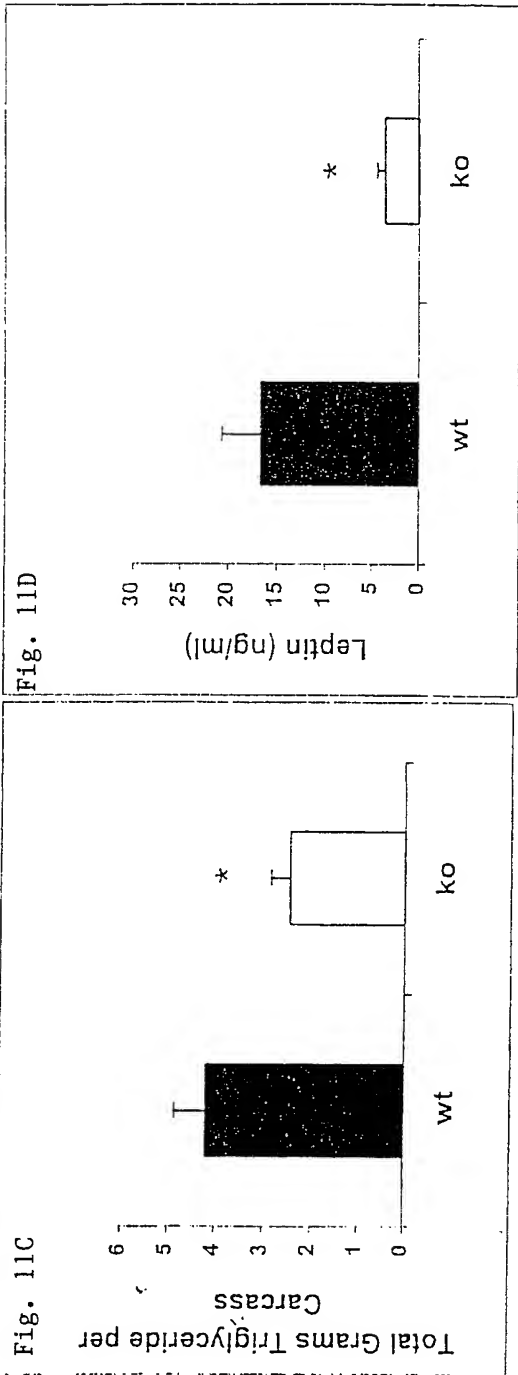 Fig. 11C
Total Grams Triglyceride per
Carcass
6
5
4
3
2
1
0
*
wt
ko
Fig. 11D
Leptin (ng/ml)
30
25
20
15
10
5
0
*
wt
ko